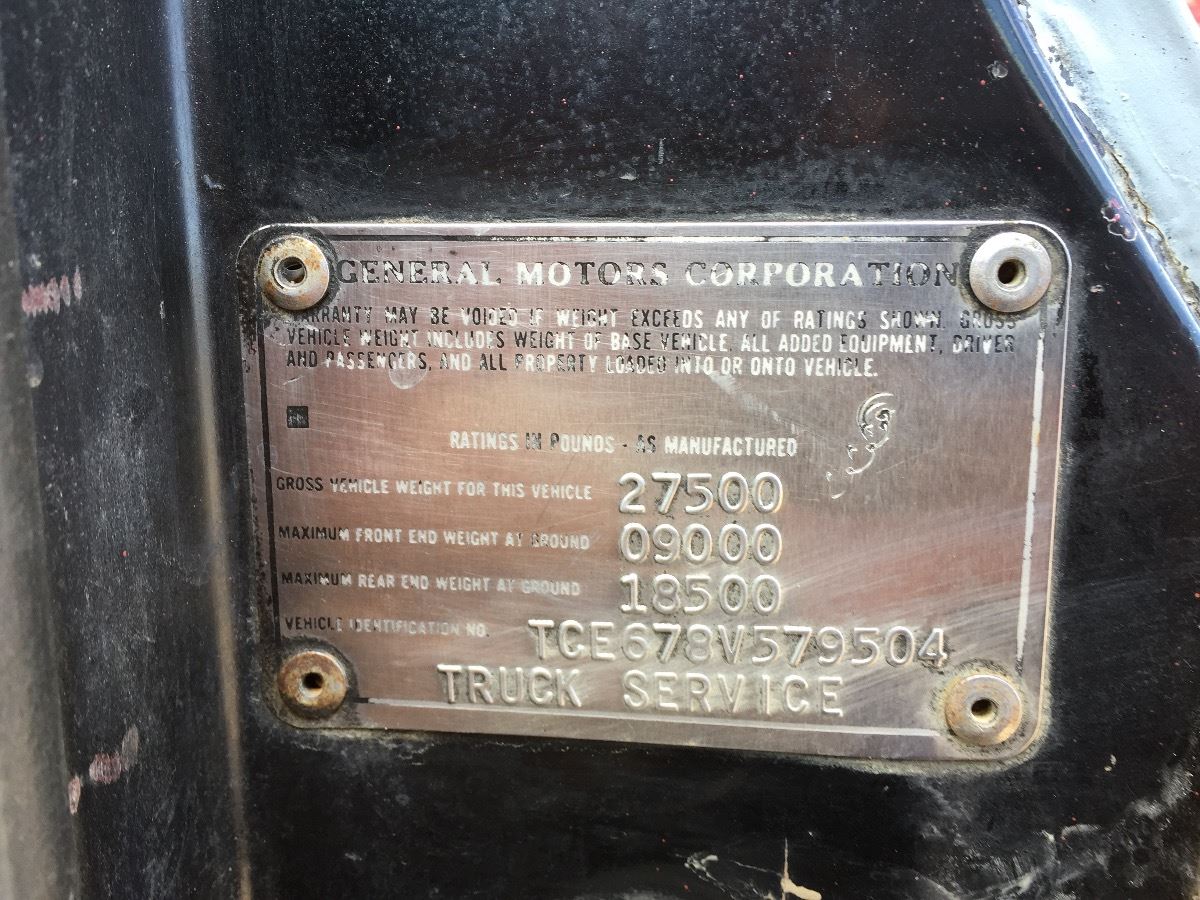 GENERAL MOTORS CORPORATION
WARRANTY MAY BE VOIDED IF WEIGHT EXCEEDS ANY OF RATINGS SHOWN. GROSS
VEHICLE WEIGHT INCLUDES WEIGHT OF BASE VEHICLE, ALL ADDED EQUIPMENT, DRIVER
AND PASSENGERS, AND ALL PROPERTY LOADED INTO OR ONTO VEHICLE.
RATINGS IN POUNDS - AS MANUFACTURED
GROSS VEHICLE WEIGHT FOR THIS VEHICLE 27500
MAXIMUM FRONT END WEIGHT AT GROUND 09000
MAXIMUM REAR END WEIGHT AT GROUND 18500
VEHICLE IDENTIFICATION NO. TCE678V579504
TRUCK SERVICE